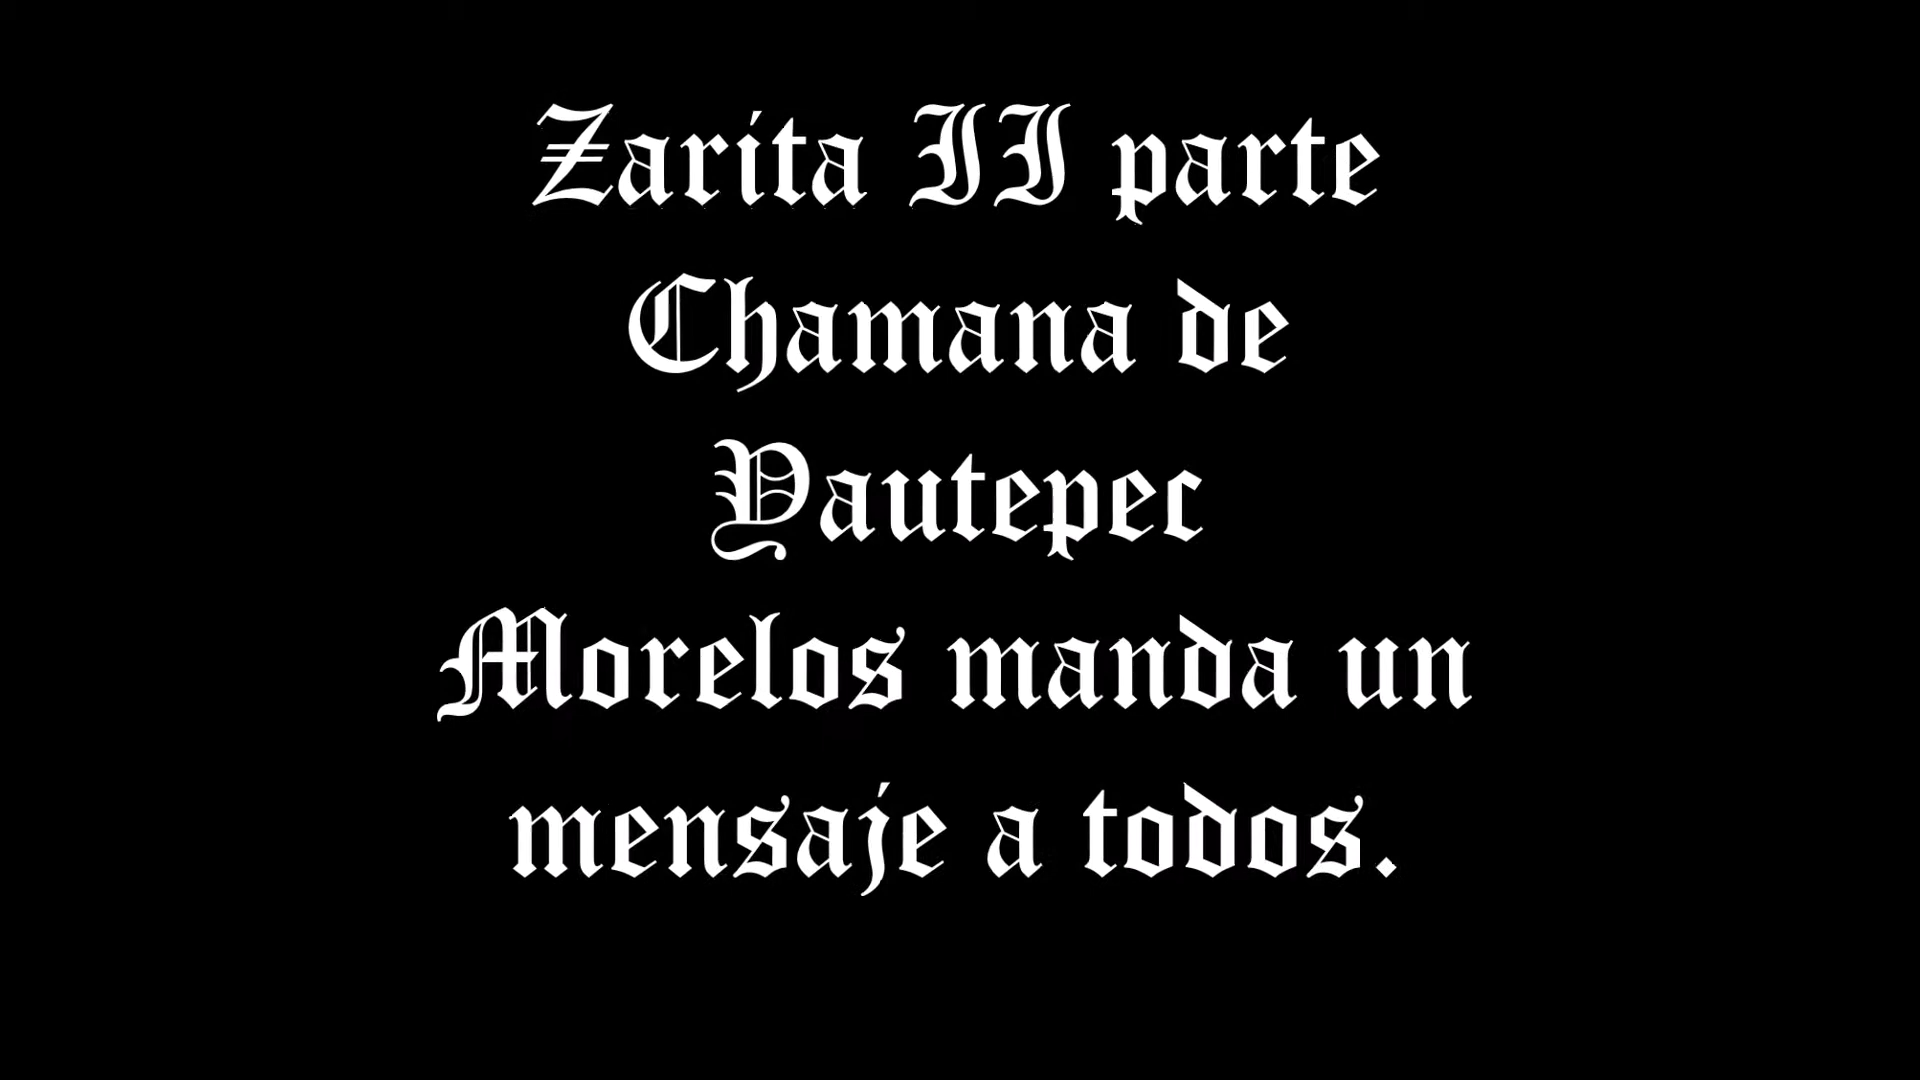 Zarita II parte
Chamana de
Yautepec
Morelos manda un
mensaje a todos.